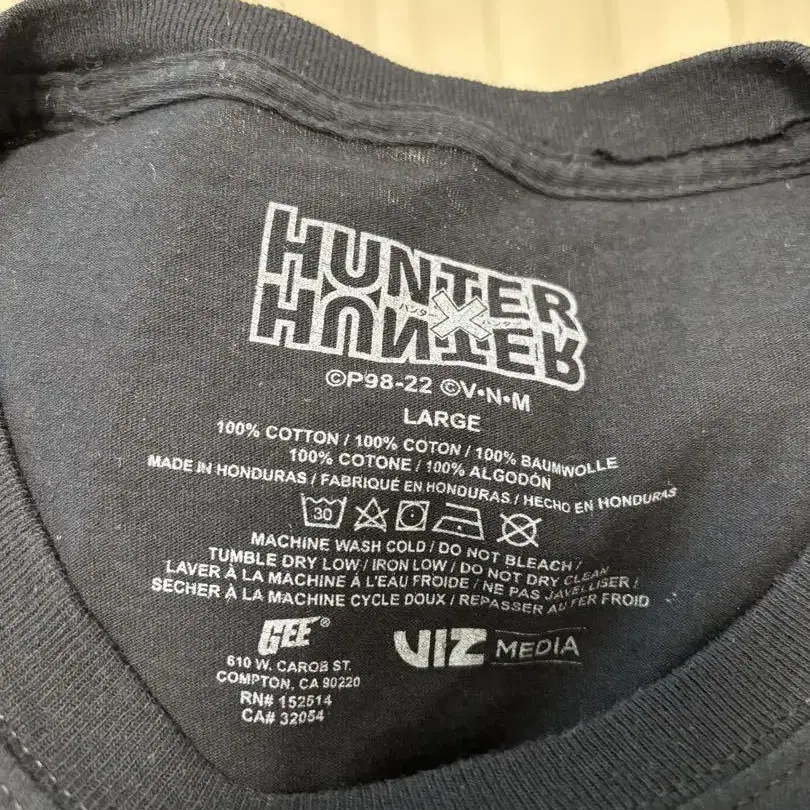 HUNTER
ハンター×ハンター
HUNTER
©P98-22 ©V•N•M
LARGE
100% COTTON / 100% COTON / 100% BAUMWOLLE
100% COTONE / 100% ALGODÓN
MADE IN HONDURAS / FABRIQUÉ EN HONDURAS / HECHO EN HONDURAS
30
MACHINE WASH COLD / DO NOT BLEACH /
TUMBLE DRY LOW / IRON LOW / DO NOT DRY CLEAN
LAVER À LA MACHINE À L'EAU FROIDE / NE PAS JAVELLISER /
SÉCHER À LA MACHINE CYCLE DOUX / REPASSER AU FER FROID
GEE®
610 W. CAROB ST.
COMPTON, CA 90220
RN# 152514
CA# 32054
VIZ MEDIA